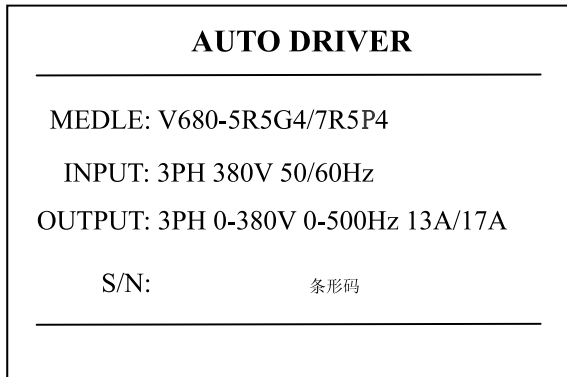 AUTO DRIVER
MEDLE: V680-5R5G4/7R5P4
INPUT: 3PH 380V 50/60Hz
OUTPUT: 3PH 0-380V 0-500Hz 13A/17A
S/N: 条形码